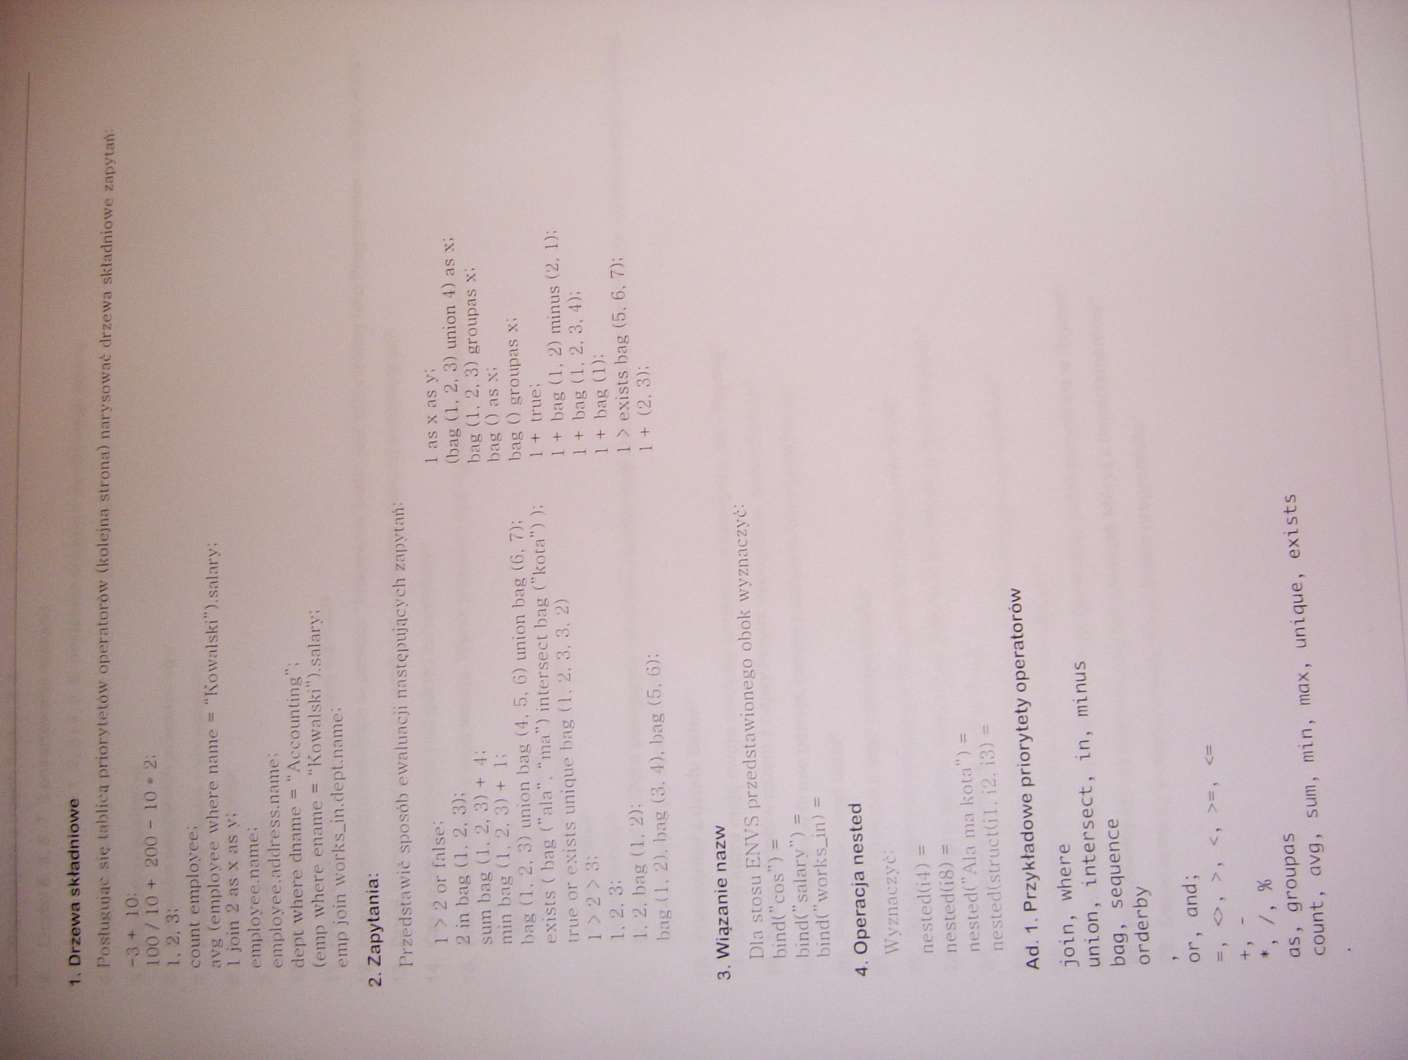 1. Drzewa składniowe
Posługując się tablicą priorytetów operatorów (kolejna strona) narysować drzewa składniowe zapytań:
-3 + 10;
100 / 10 + 200 - 10 * 2;
1, 2, 3;
count employee;
avg (employee where name = "Kowalski").salary;
1 join 2 as x as y;
employee.name;
employee.address.name;
dept where dname = "Accounting";
(emp where ename = "Kowalski").salary;
emp join works_in.dept.name;
2. Zapytania:
Przedstawić sposób ewaluacji następujących zapytań:
1 > 2 or false;
2 in bag (1, 2, 3);
sum bag (1, 2, 3) + 4;
min bag (1, 2, 3) + 1;
bag (1, 2, 3) union bag (4, 5, 6) union bag (6, 7);
exists ( bag ("ala", "ma") intersect bag ("kota") );
true or exists unique bag (1, 2, 3, 3, 2)
1 > 2 > 3;
1, 2, 3;
1, 2, bag (1, 2);
bag (1, 2), bag (3, 4), bag (5, 6);
1 as x as y;
(bag (1, 2, 3) union 4) as x;
bag (1, 2, 3) groupas x;
bag () as x;
bag () groupas x;
1 + true;
1 + bag (1, 2) minus (2, 1);
1 + bag (1, 2, 3, 4);
1 + bag (1);
1 > exists bag (5, 6, 7);
1 + (2, 3);
3. Wiązanie nazw
Dla stosu ENVS przedstawionego obok wyznaczyć:
bind("cos") =
bind("salary") =
bind("works_in) =
4. Operacja nested
Wyznaczyć:
nested(i4) =
nested(i8) =
nested("Ala ma kota") =
nested(struct(i1, i2, i3) =
Ad. 1. Przykładowe priorytety operatorów
join, where
union, intersect, in, minus
bag, sequence
orderby
,
or, and;
=, <>, >, <, >=, <=
+, -
*, /, %
as, groupas
count, avg, sum, min, max, unique, exists
.